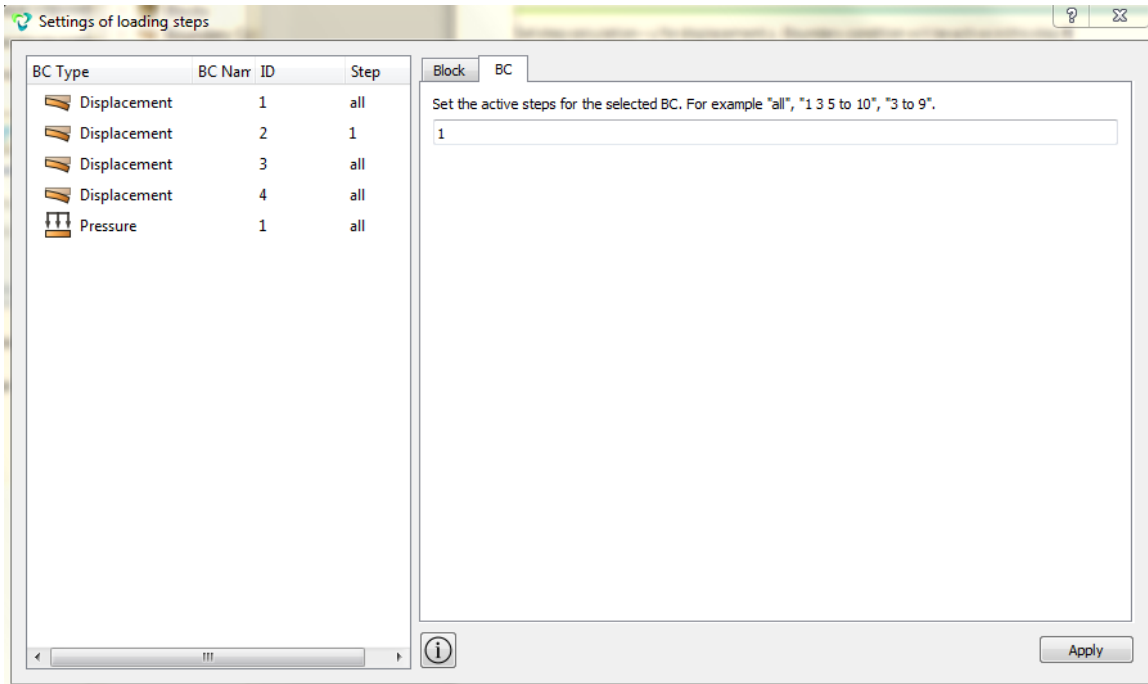 Settings of loading steps
BC Type BC Nam ID Step
Displacement 1 all
Displacement 2 1
Displacement 3 all
Displacement 4 all
Pressure 1 all
Block BC
Set the active steps for the selected BC. For example "all", "1 3 5 to 10", "3 to 9".
1
Apply